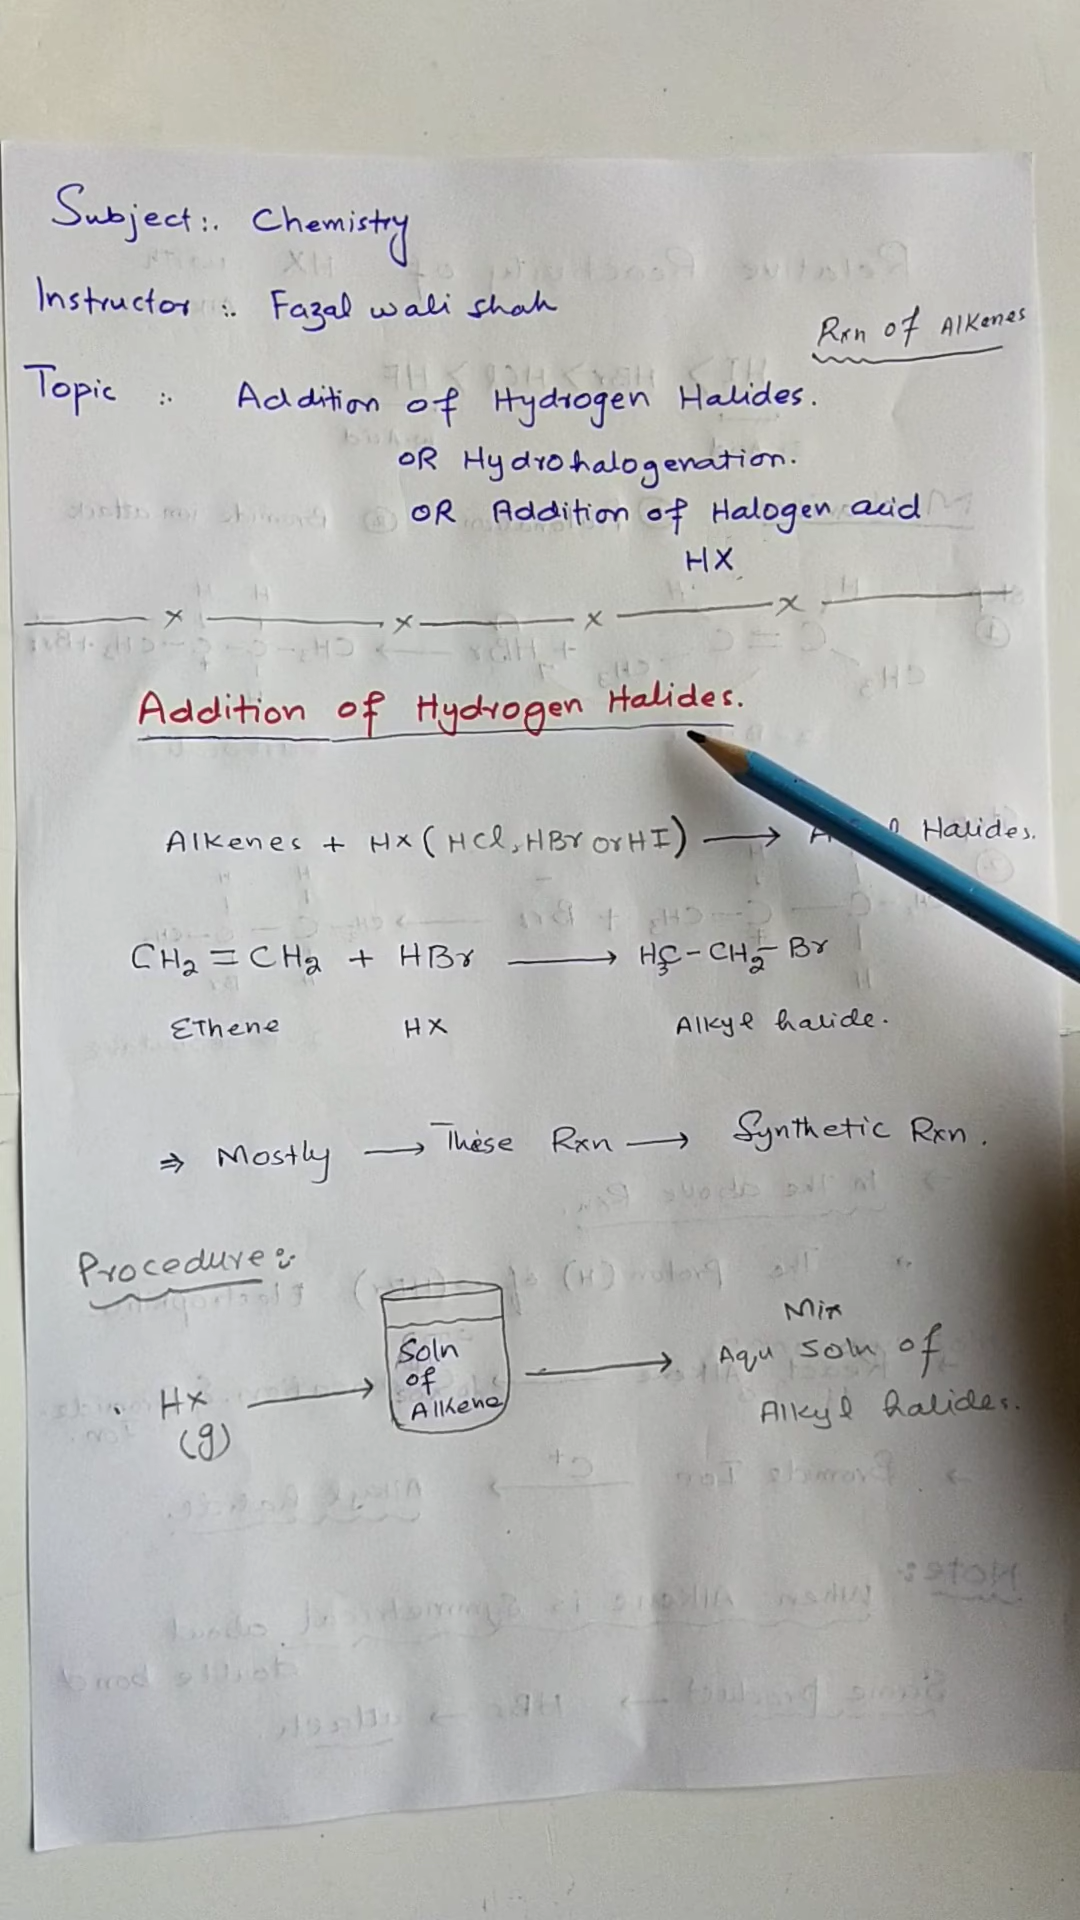 Subject:. Chemistry
Instructor :. Fazal wali shah
Rxn of Alkenes
Topic :. Addition of Hydrogen Halides.
OR Hydrohalogenation.
OR Addition of Halogen acid
HX
x x x x
Addition of Hydrogen Halides.
Alkenes + HX (HCl, HBr or HI) → Halides.
CH₂ = CH₂ + HBr → H₃C - CH₂ - Br
Ethene HX Alkyl halide.
⇒ Mostly → These Rxn → Synthetic Rxn.
Procedure:.
HX (g) → Soln of Alkene → Mix Aqu Soln of Alkyl halides.